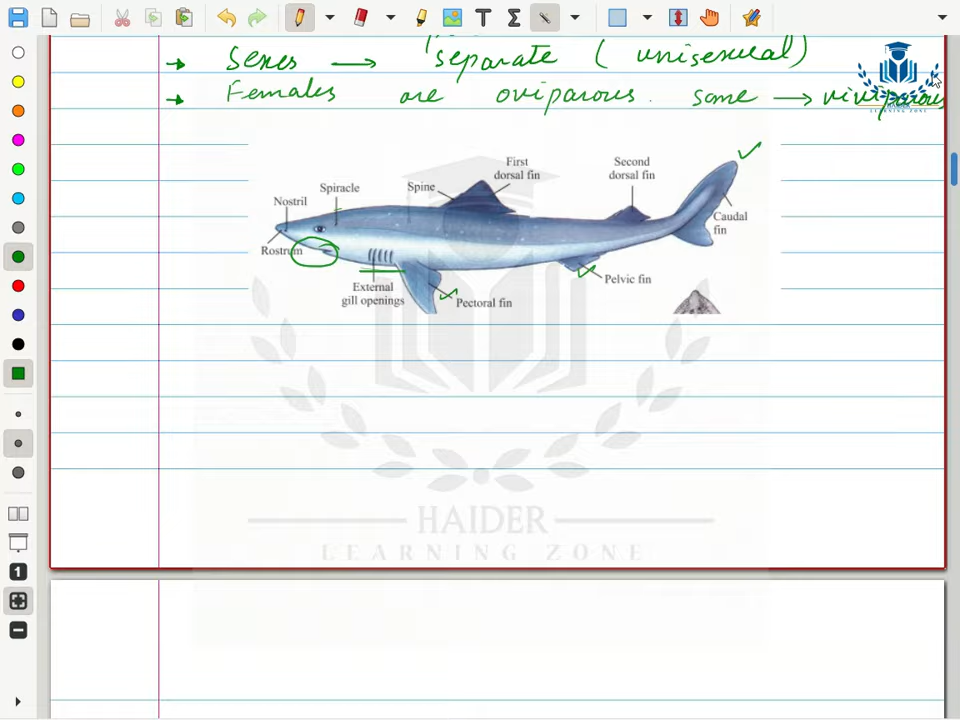 → Sexes → separate ( unisexual)
→ Females are oviparous. Some → viviparous
First
dorsal fin
Second
dorsal fin
Spiracle
Spine
Nostril
Caudal
fin
Rostrum
External
gill openings
Pelvic fin
Pectoral fin
HAIDER
LEARNING ZONE
T
Σ
1